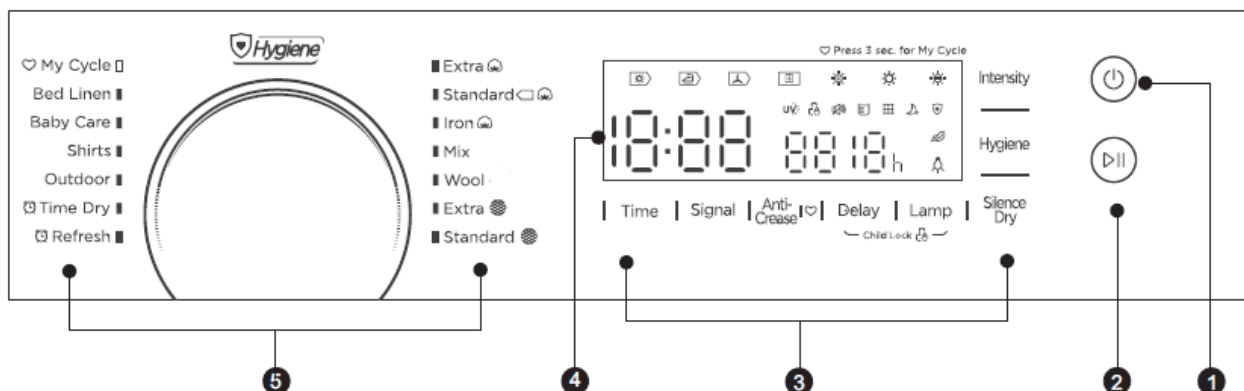 Hygiene
♡ Press 3 sec. for My Cycle
♡ My Cycle
Bed Linen
Baby Care
Shirts
Outdoor
Time Dry
Refresh
Extra
Standard
Iron
Mix
Wool
Extra
Standard
UV
18:88
8818h
Intensity
Hygiene
Time
Signal
Anti-
Crease
Delay
Lamp
Silence
Dry
Child Lock
5
4
3
2
1